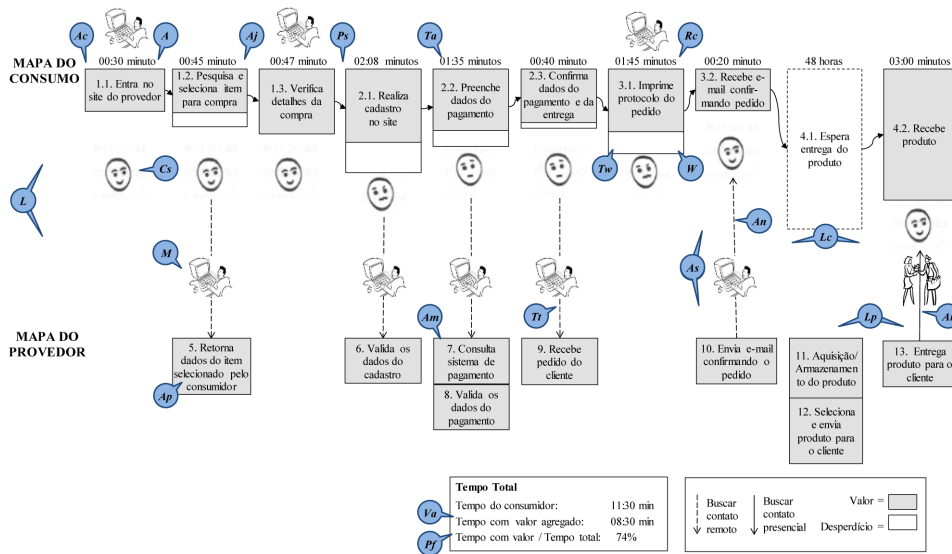 Ac
A
Aj
Ps
Ta
Rc
MAPA DO
CONSUMO
00:30 minuto
00:45 minuto
00:47 minuto
02:08 minutos
01:35 minutos
00:40 minuto
01:45 minutos
00:20 minuto
48 horas
03:00 minutos
1.1. Entra no
site do provedor
1.2. Pesquisa e
seleciona item
para compra
1.3. Verifica
detalhes da
compra
2.1. Realiza
cadastro
no site
2.2. Preenche
dados do
pagamento
2.3. Confirma
dados do
pagamento e da
entrega
3.1. Imprime
protocolo do
pedido
3.2. Recebe e-
mail confir-
mando pedido
4.1. Espera
entrega do
produto
4.2. Recebe
produto
L
Cs
Tw
W
An
Lc
M
As
Am
Tt
Lp
MAPA DO
PROVEDOR
5. Retorna
dados do item
selecionado pelo
consumidor
Ap
6. Valida os
dados do
cadastro
7. Consulta
sistema de
pagamento
8. Valida os
dados do
pagamento
9. Recebe
pedido do
cliente
10. Envia e-mail
confirmando o
pedido
11. Aquisição/
Armazenamen
to do produto
12. Seleciona
e envia
produto para
o cliente
13. Entrega
produto para o
cliente
Tempo Total
Tempo do consumidor: 11:30 min
Va
Tempo com valor agregado: 08:30 min
Pf
Tempo com valor / Tempo total: 74%
Buscar
contato
remoto
Buscar
contato
presencial
Valor =
Desperdício =